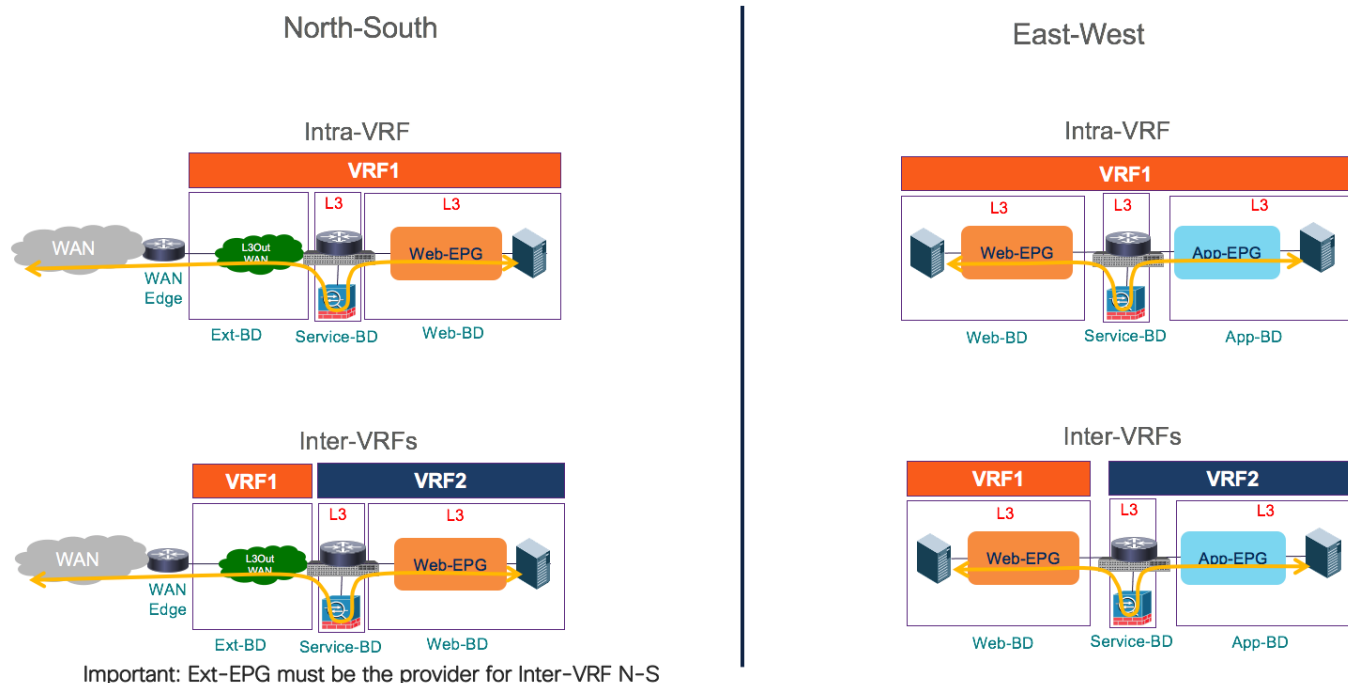 North-South
Intra-VRF
VRF1
L3
L3
WAN
L3Out
WAN
Web-EPG
WAN
Edge
Ext-BD
Service-BD
Web-BD
Inter-VRFs
VRF1
VRF2
L3
L3
WAN
L3Out
WAN
Web-EPG
WAN
Edge
Ext-BD
Service-BD
Web-BD
Important: Ext-EPG must be the provider for Inter-VRF N-S
East-West
Intra-VRF
VRF1
L3
L3
L3
Web-EPG
App-EPG
Web-BD
Service-BD
App-BD
Inter-VRFs
VRF1
VRF2
L3
L3
L3
Web-EPG
App-EPG
Web-BD
Service-BD
App-BD